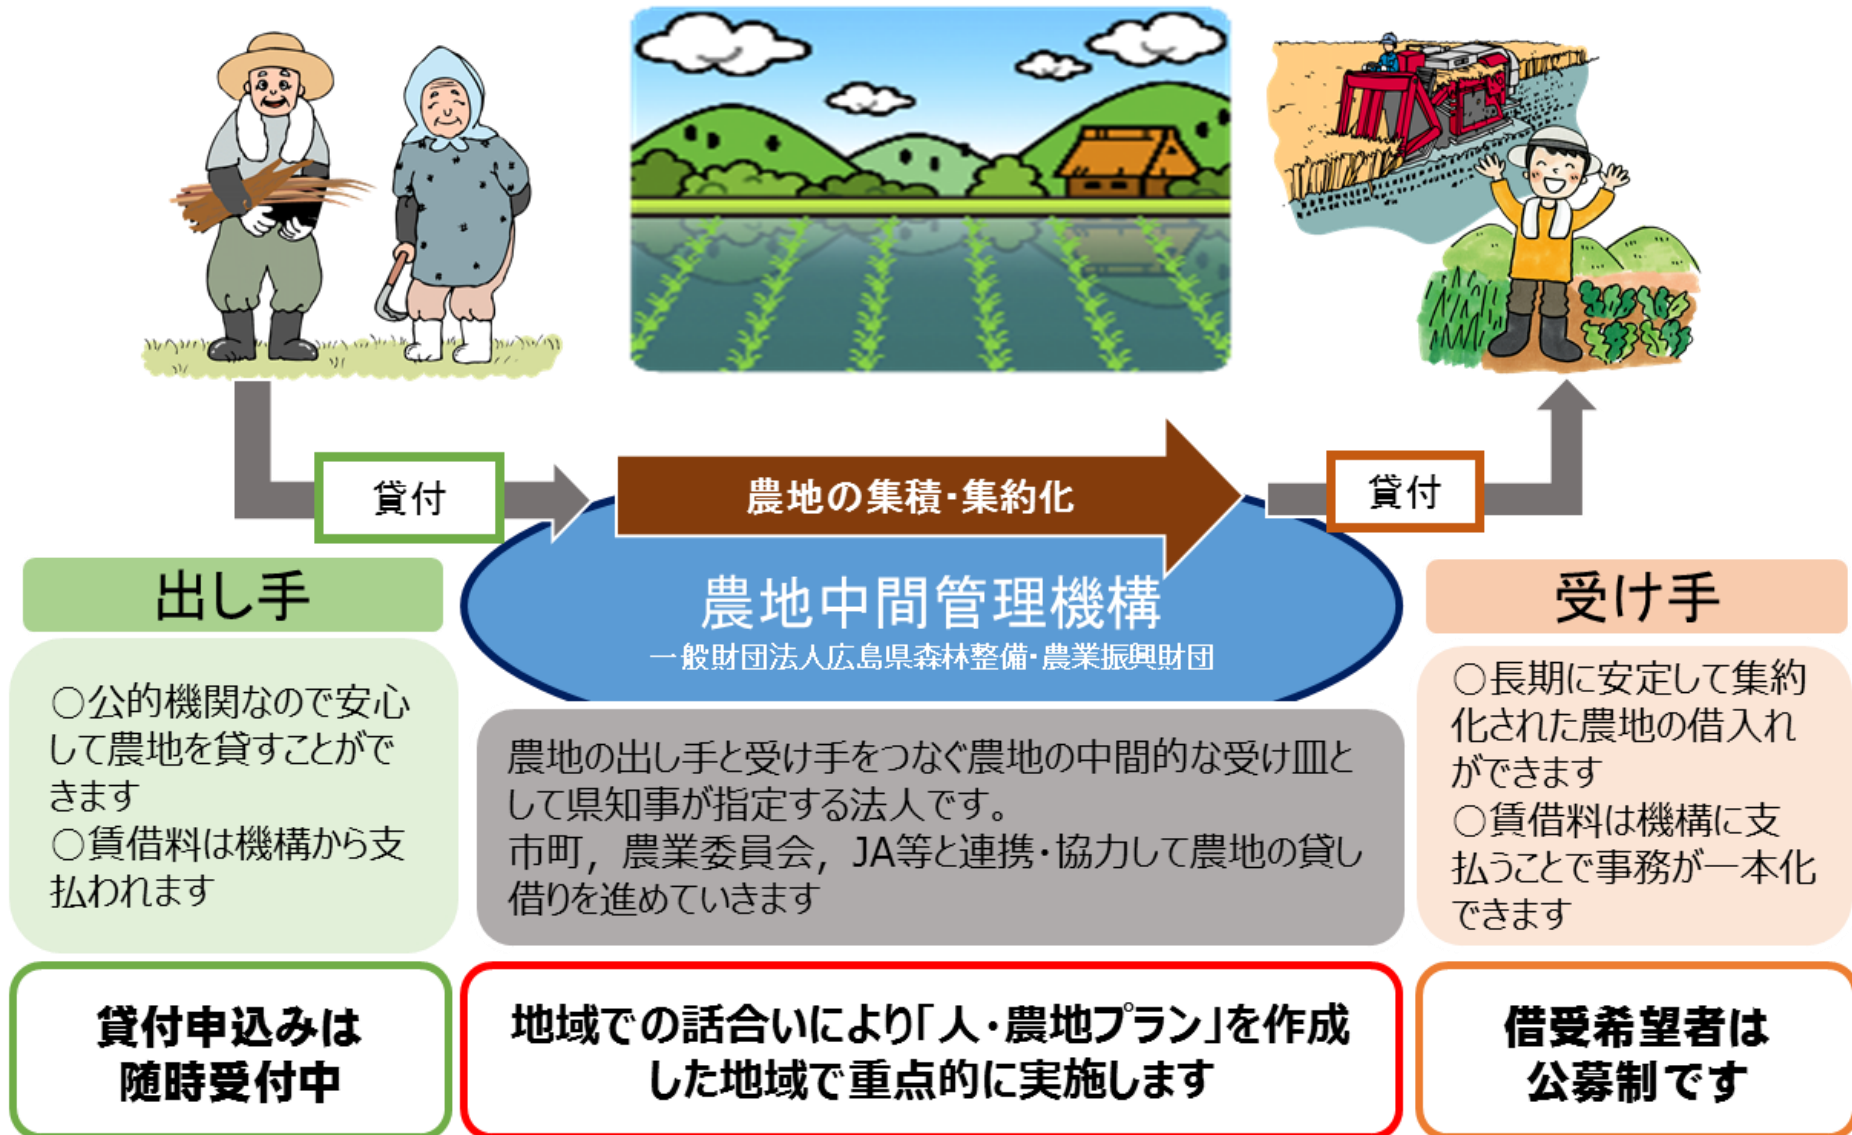 貸付
農地の集積・集約化
貸付
出し手
農地中間管理機構
一般財団法人広島県森林整備・農業振興財団
受け手
○公的機関なので安心
して農地を貸すことがで
きます
○賃借料は機構から支
払われます
農地の出し手と受け手をつなぐ農地の中間的な受け皿と
して県知事が指定する法人です。
市町，農業委員会，JA等と連携・協力して農地の貸し
借りを進めていきます
○長期に安定して集約
化された農地の借入れ
ができます
○賃借料は機構に支
払うことで事務が一本化
できます
貸付申込みは
随時受付中
地域での話合いにより「人・農地プラン」を作成
した地域で重点的に実施します
借受希望者は
公募制です